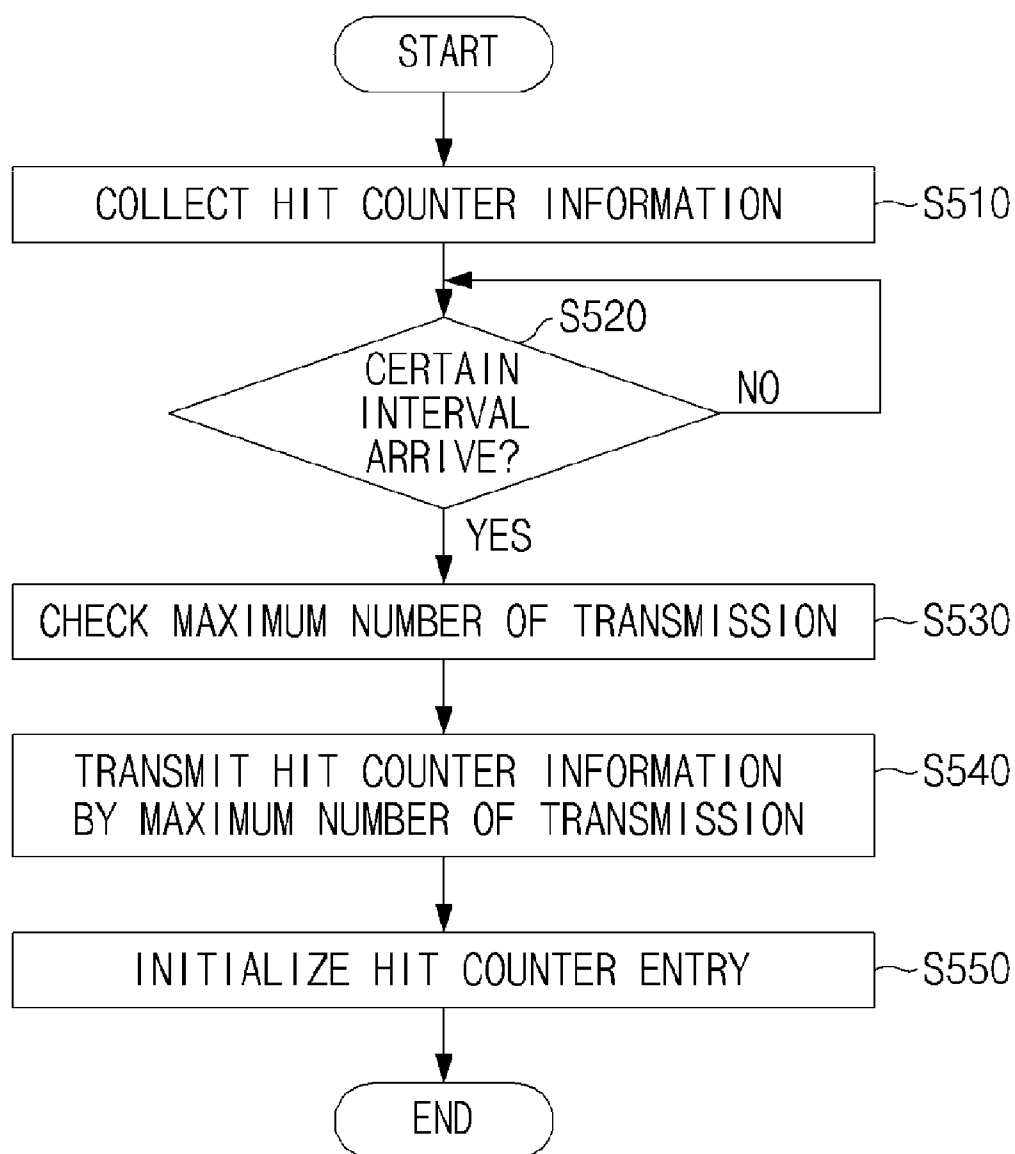 START
COLLECT HIT COUNTER INFORMATION
S510
S520
CERTAIN
INTERVAL
ARRIVE?
NO
YES
CHECK MAXIMUM NUMBER OF TRANSMISSION
S530
TRANSMIT HIT COUNTER INFORMATION
BY MAXIMUM NUMBER OF TRANSMISSION
S540
INITIALIZE HIT COUNTER ENTRY
S550
END